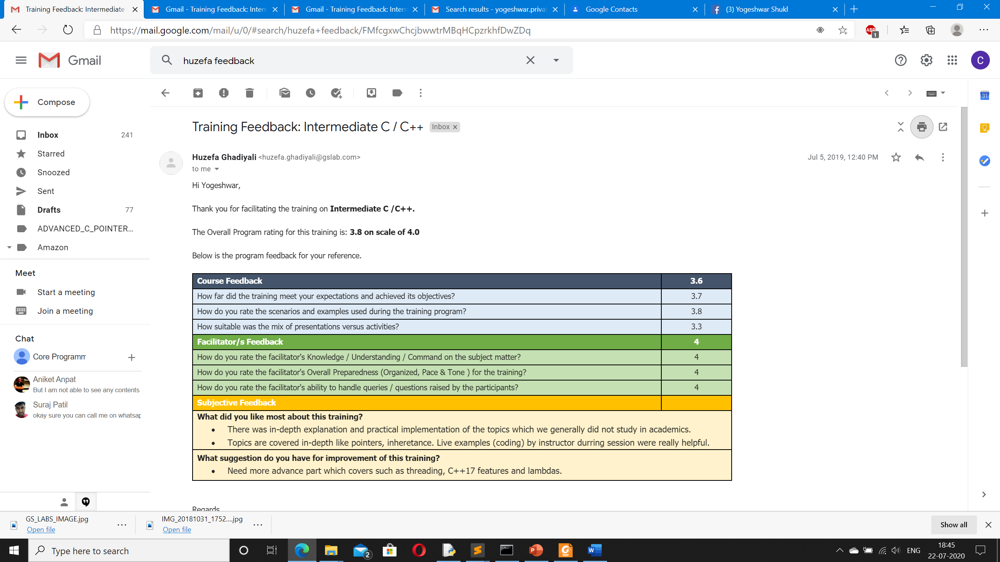 Training Feedback: Intermediate
Gmail - Training Feedback: Intern
Gmail - Training Feedback: Intern
Search results - yogeshwar.priva
Google Contacts
(3) Yogeshwar Shukl
https://mail.google.com/mail/u/0/#search/huzefa+feedback/FMfcgxwChcjbwwtrMBqHCpzrkhfDwZDq
ABP
1
Gmail
huzefa feedback
C
Compose
31
Training Feedback: Intermediate C / C++
Inbox x
Inbox 241
Starred
Snoozed
Sent
Drafts 77
ADVANCED_C_POINTER...
Amazon
Meet
Start a meeting
Join a meeting
Chat
Core Programm
Aniket Anpat
But I am not able to see any contents
Suraj Patil
okay sure you can call me on whatsap
Huzefa Ghadiyali <huzefa.ghadiyali@gslab.com>
Jul 5, 2019, 12:40 PM
to me
Hi Yogeshwar,
Thank you for facilitating the training on Intermediate C /C++.
The Overall Program rating for this training is: 3.8 on scale of 4.0
Below is the program feedback for your reference.
Course Feedback 3.6
How far did the training meet your expectations and achieved its objectives? 3.7
How do you rate the scenarios and examples used during the training program? 3.8
How suitable was the mix of presentations versus activities? 3.3
Facilitator/s Feedback 4
How do you rate the facilitator's Knowledge / Understanding / Command on the subject matter? 4
How do you rate the facilitator's Overall Preparedness (Organized, Pace & Tone ) for the training? 4
How do you rate the facilitator's ability to handle queries / questions raised by the participants? 4
Subjective Feedback
What did you like most about this training?
• There was in-depth explanation and practical implementation of the topics which we generally did not study in academics.
• Topics are covered in-depth like pointers, inheretance. Live examples (coding) by instructor durring session were really helpful.
What suggestion do you have for improvement of this training?
• Need more advance part which covers such as threading, C++17 features and lambdas.
Regards
GS_LABS_IMAGE.jpg
Open file
IMG_20181031_1752....jpg
Open file
Show all
Type here to search
2
ENG
18:45
22-07-2020